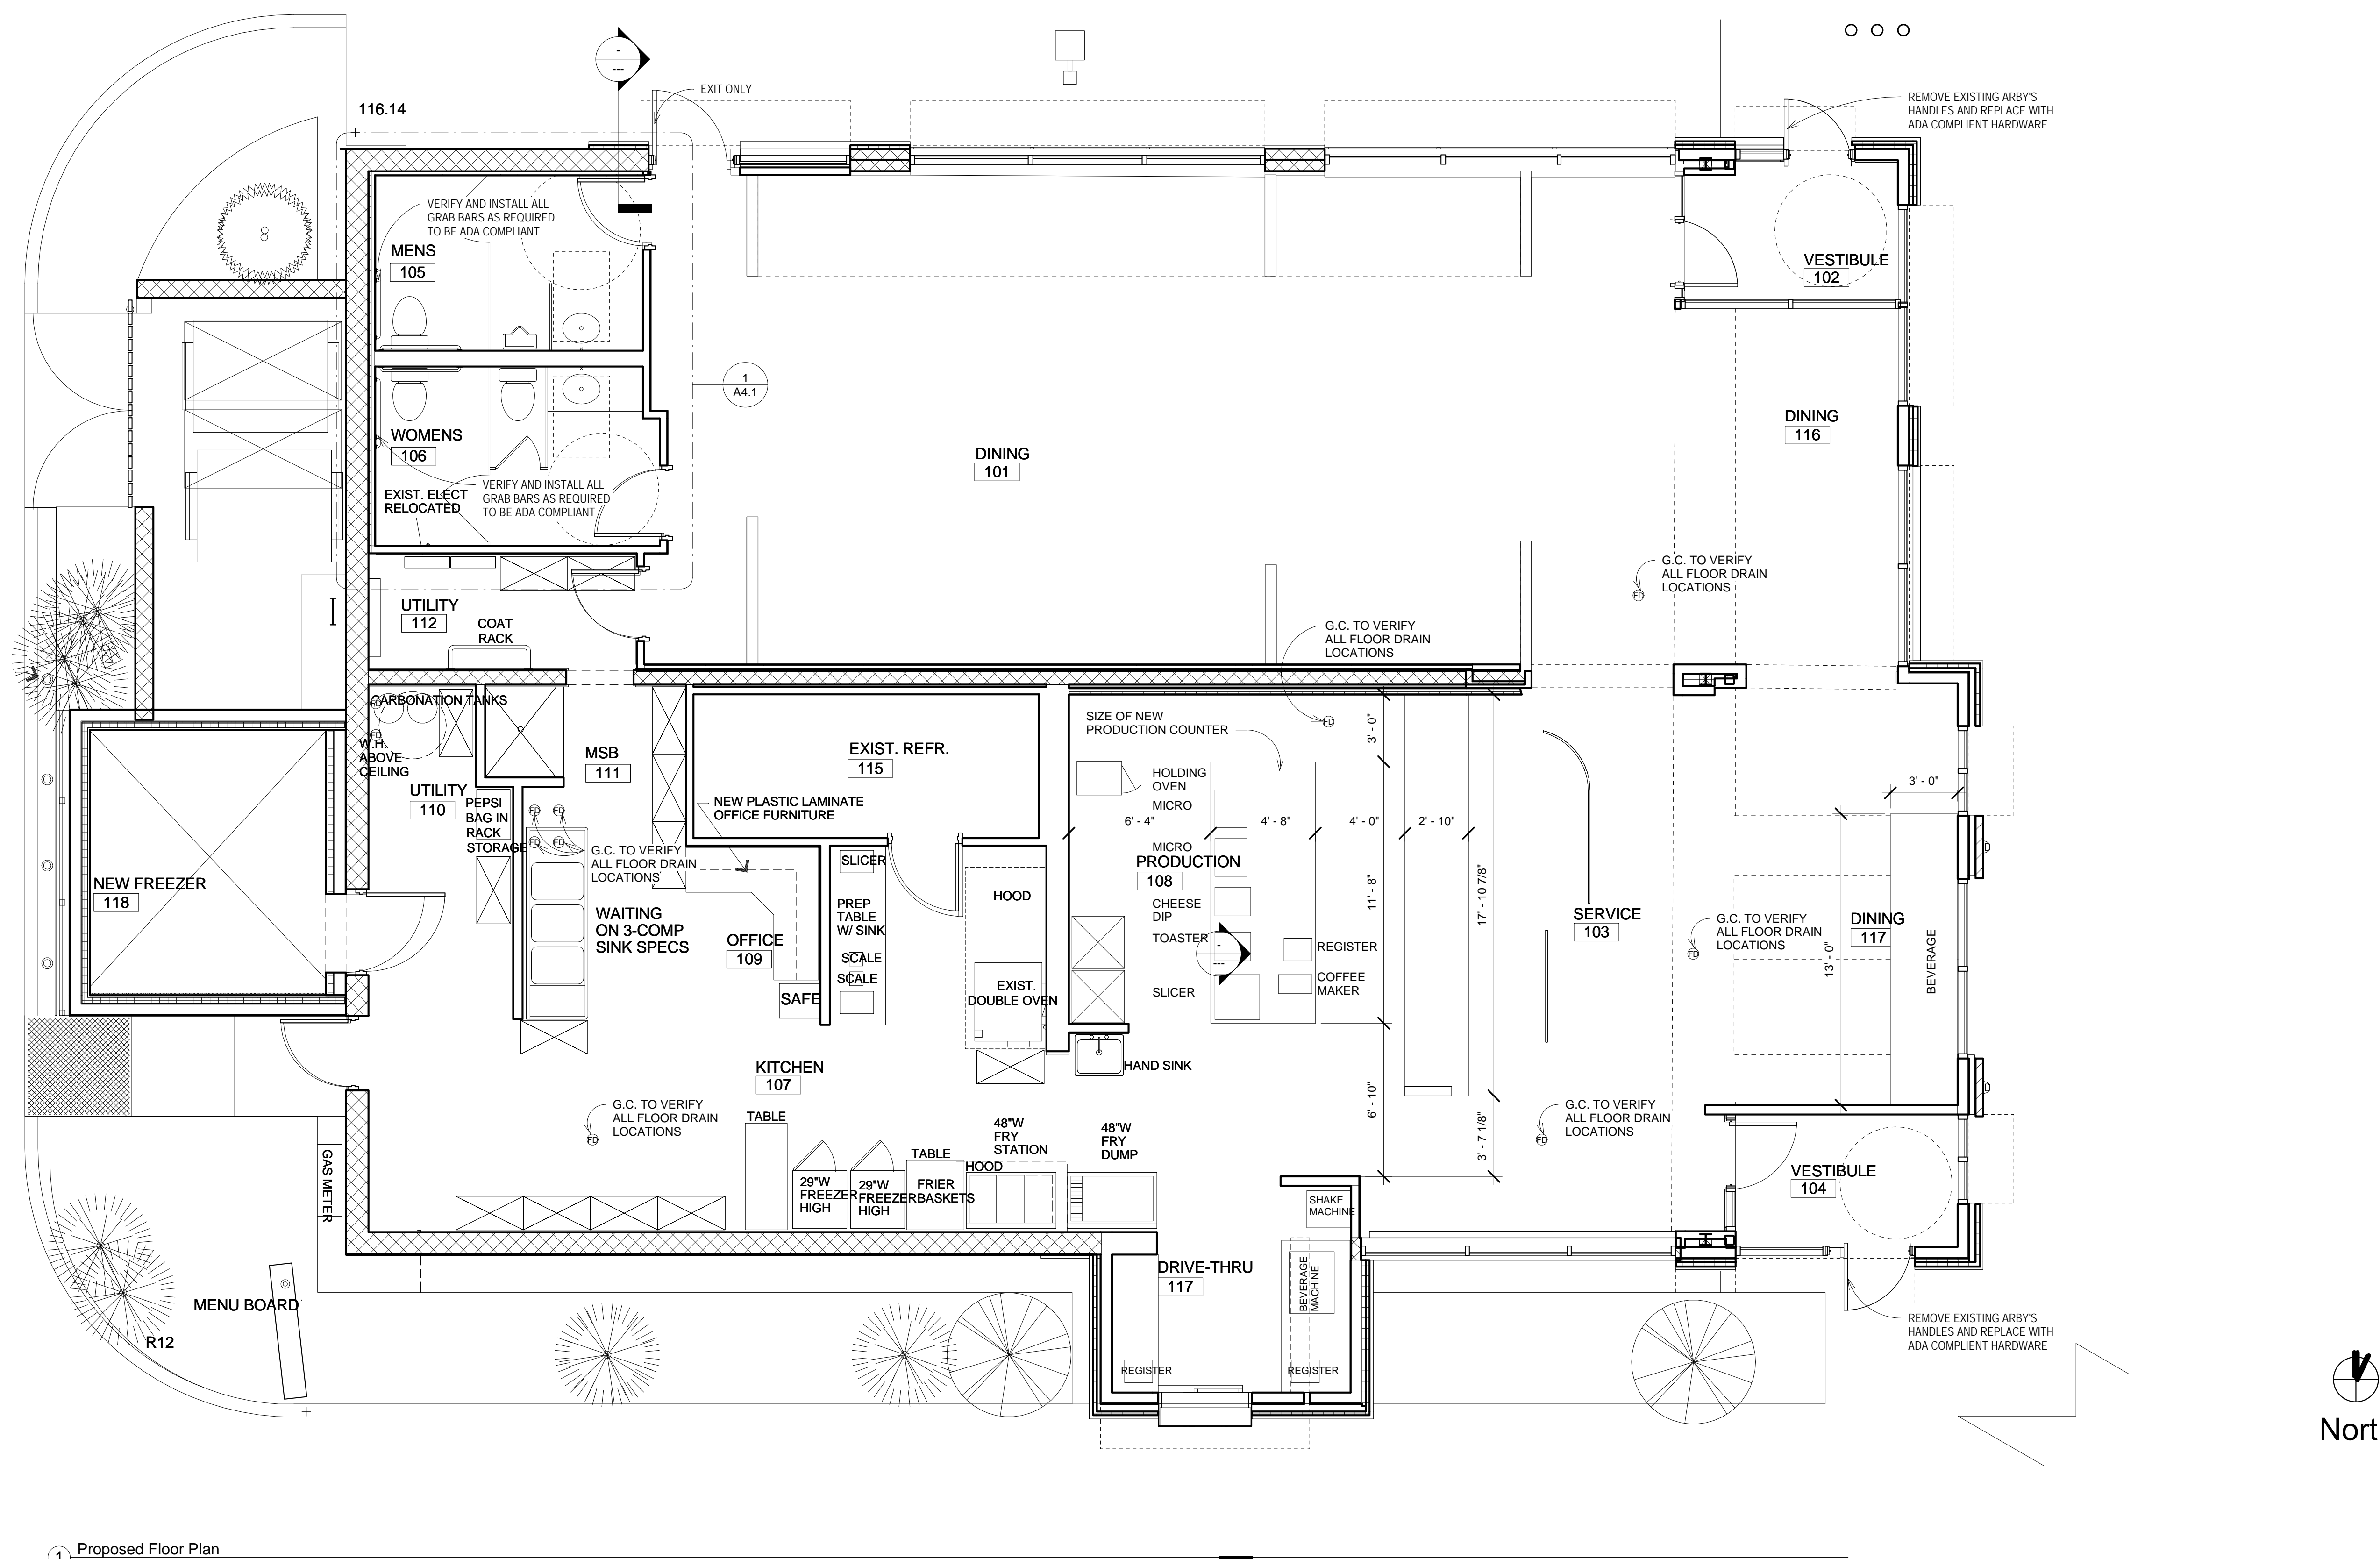 116.14
-
---
EXIT ONLY
REMOVE EXISTING ARBY'S
HANDLES AND REPLACE WITH
ADA COMPLIENT HARDWARE
VERIFY AND INSTALL ALL
GRAB BARS AS REQUIRED
TO BE ADA COMPLIANT
MENS
105
VESTIBULE
102
1
A4.1
WOMENS
106
DINING
101
DINING
116
EXIST. ELECT
RELOCATED
VERIFY AND INSTALL ALL
GRAB BARS AS REQUIRED
TO BE ADA COMPLIANT
G.C. TO VERIFY
ALL FLOOR DRAIN
LOCATIONS
FD
UTILITY
112
COAT
RACK
G.C. TO VERIFY
ALL FLOOR DRAIN
LOCATIONS
FD
CARBONATION TANKS
FD
FD
W.H.
ABOVE
CEILING
UTILITY
110
PEPSI
BAG IN
RACK
STORAGE
MSB
111
EXIST. REFR.
115
NEW PLASTIC LAMINATE
OFFICE FURNITURE
FD
FD
FD
FD
G.C. TO VERIFY
ALL FLOOR DRAIN
LOCATIONS
SIZE OF NEW
PRODUCTION COUNTER
HOLDING
OVEN
MICRO
3' - 0"
6' - 4"
4' - 8"
4' - 0"
2' - 10"
3' - 0"
MICRO
PRODUCTION
108
11' - 8"
17' - 10 7/8"
CHEESE
DIP
TOASTER
-
---
REGISTER
SLICER
COFFEE
MAKER
NEW FREEZER
118
WAITING
ON 3-COMP
SINK SPECS
OFFICE
109
SAFE
SLICER
PREP
TABLE
W/ SINK
SCALE
SCALE
HOOD
EXIST.
DOUBLE OVEN
SERVICE
103
G.C. TO VERIFY
ALL FLOOR DRAIN
LOCATIONS
FD
DINING
117
13' - 0"
BEVERAGE
KITCHEN
107
HAND SINK
6' - 10"
3' - 7 1/8"
G.C. TO VERIFY
ALL FLOOR DRAIN
LOCATIONS
FD
G.C. TO VERIFY
ALL FLOOR DRAIN
LOCATIONS
FD
TABLE
48"W
FRY
STATION
48"W
FRY
DUMP
TABLE
HOOD
29"W
FREEZER
HIGH
29"W
FREEZER
HIGH
FRIER
BASKETS
GAS METER
VESTIBULE
104
SHAKE
MACHINE
DRIVE-THRU
117
BEVERAGE
MACHINE
MENU BOARD
R12
REGISTER
REGISTER
REMOVE EXISTING ARBY'S
HANDLES AND REPLACE WITH
ADA COMPLIENT HARDWARE
1
Proposed Floor Plan